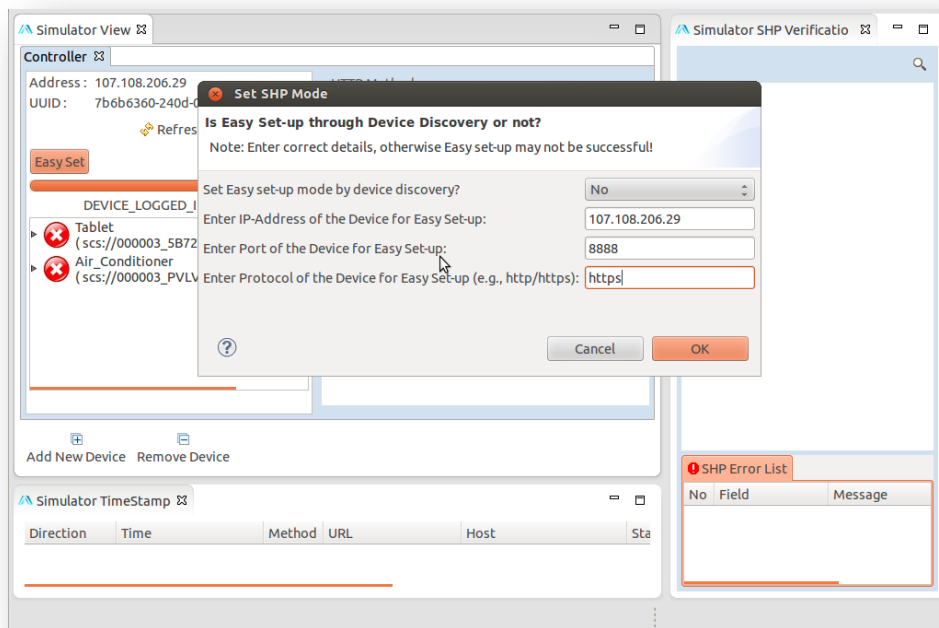 Simulator View
Controller
Address: 107.108.206.29
UUID: 7b6b6360-240d-
Refres
Easy Set
DEVICE_LOGGED_I
Tablet
(scs://000003_5B72
Air_Conditioner
(scs://000003_PVLV
Add New Device Remove Device
Set SHP Mode
Is Easy Set-up through Device Discovery or not?
Note: Enter correct details, otherwise Easy set-up may not be successful!
Set Easy set-up mode by device discovery? No
Enter IP-Address of the Device for Easy Set-up: 107.108.206.29
Enter Port of the Device for Easy Set-up: 8888
Enter Protocol of the Device for Easy Set-up (e.g., http/https): https
Cancel OK
Simulator TimeStamp
Direction Time Method URL Host Sta
Simulator SHP Verificatio
SHP Error List
No Field Message